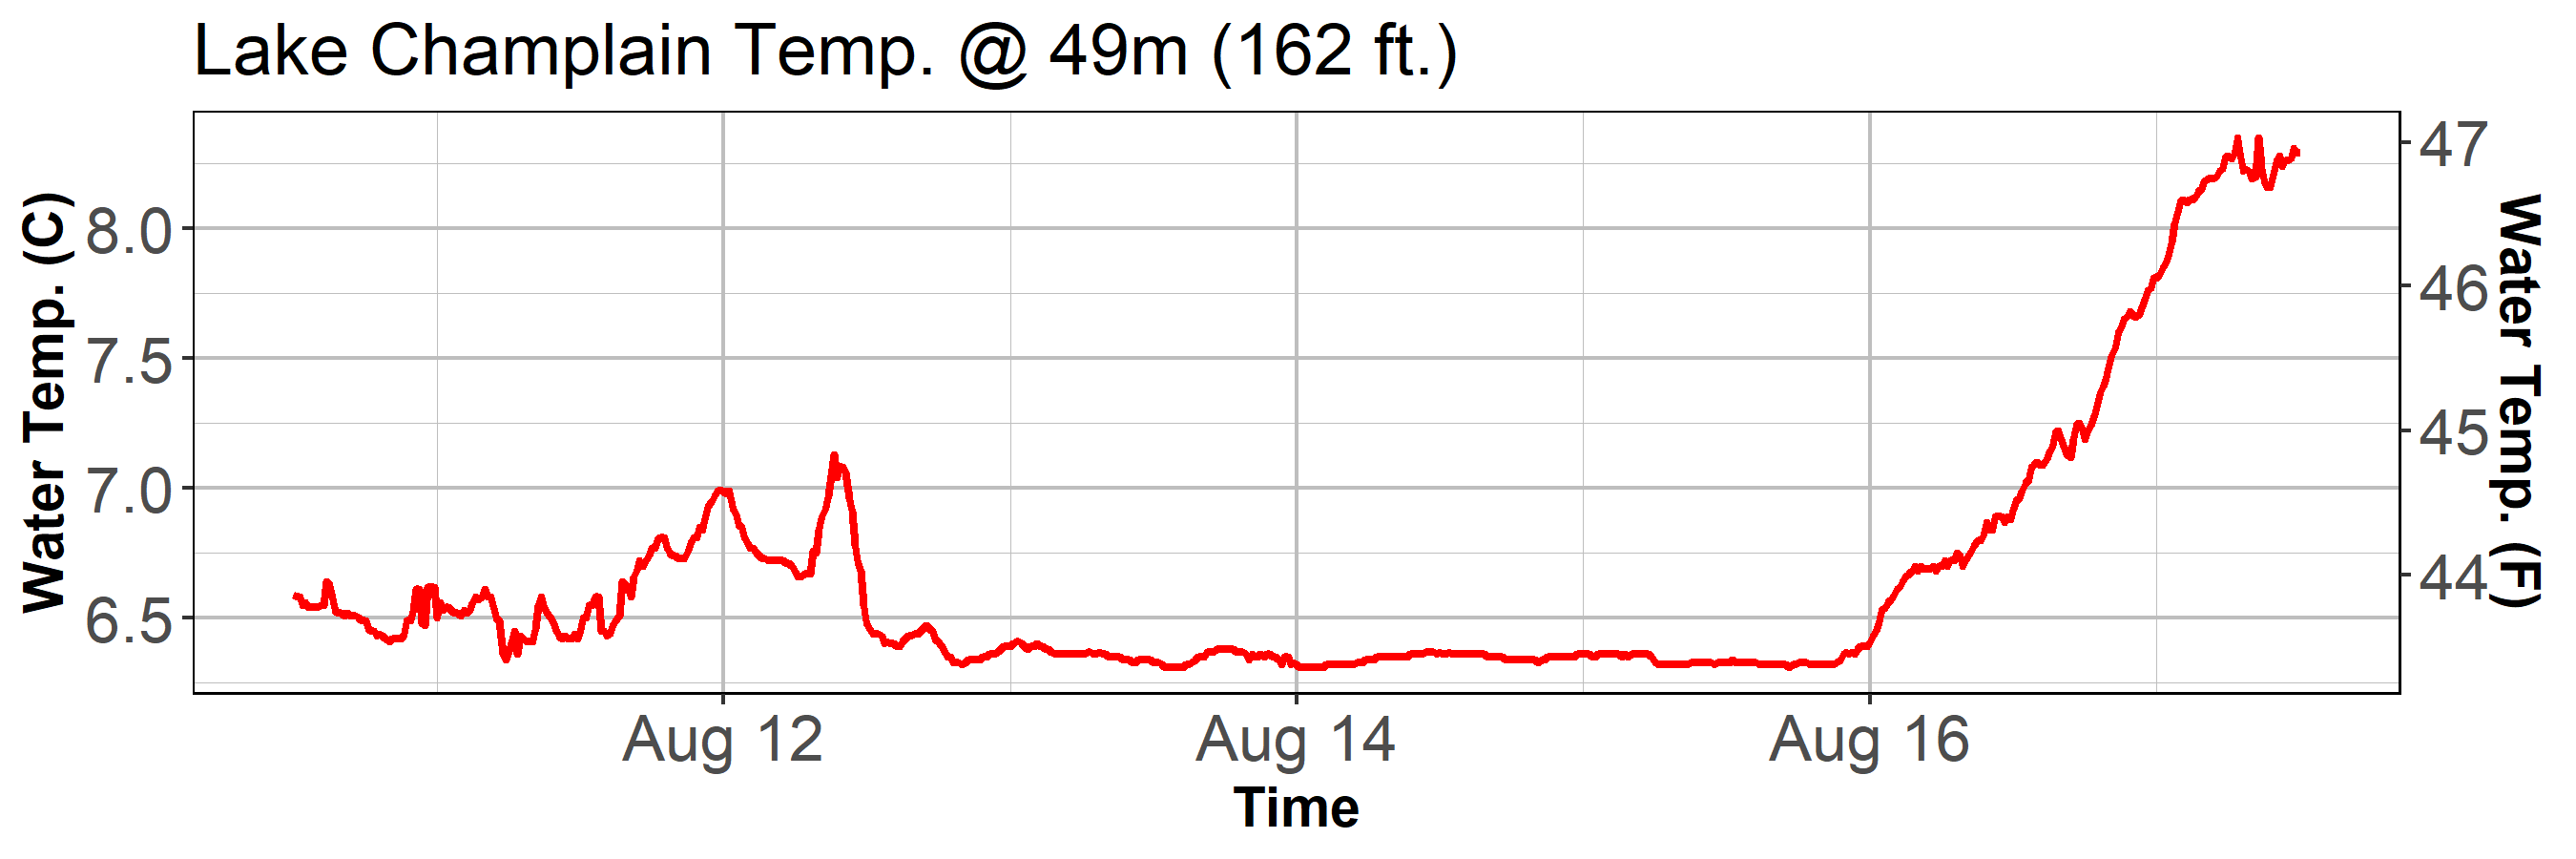 Lake Champlain Temp. @ 49m (162 ft.)
Water Temp. (C)
8.0
7.5
7.0
6.5
47
46
45
44
Water Temp. (F)
Aug 12
Aug 14
Aug 16
Time